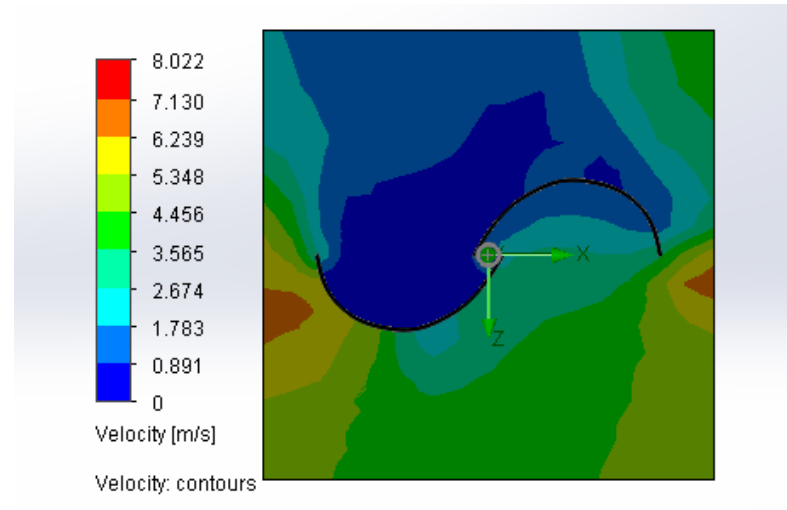 8.022
7.130
6.239
5.348
4.456
3.565
2.674
1.783
0.891
0
Velocity [m/s]
Velocity: contours
X
Z